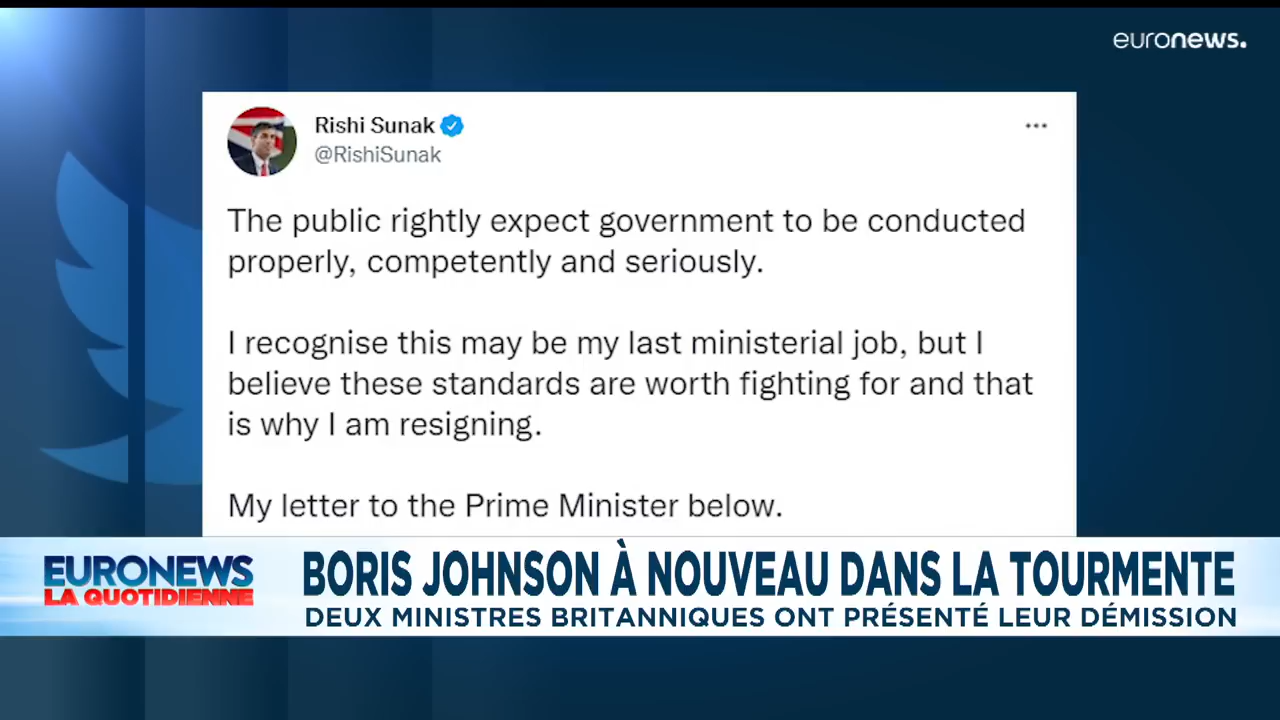 euronews.
Rishi Sunak
@RishiSunak
The public rightly expect government to be conducted
properly, competently and seriously.
I recognise this may be my last ministerial job, but I
believe these standards are worth fighting for and that
is why I am resigning.
My letter to the Prime Minister below.
EURONEWS
LA QUOTIDIENNE
BORIS JOHNSON À NOUVEAU DANS LA TOURMENTE
DEUX MINISTRES BRITANNIQUES ONT PRÉSENTÉ LEUR DÉMISSION